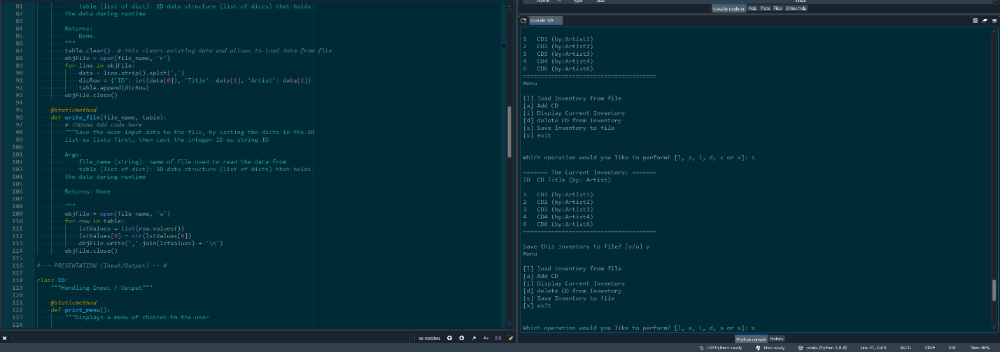 81 table (list of dict): 2D data structure (list of dicts) that holds
82 the data during runtime
83
84 Returns:
85 None.
86 """
87 table.clear() # this clears existing data and allows to load data from file
88 objFile = open(file_name, 'r')
89 for line in objFile:
90 data = line.strip().split(',')
91 dicRow = {'ID': int(data[0]), 'Title': data[1], 'Artist': data[2]}
92 table.append(dicRow)
93 objFile.close()
94
95 @staticmethod
96 def write_file(file_name, table):
97 # TODOne Add code here
98 """Save the user input data to the file, by casting the dicts in the 2D
99 list as lists first, then cast the integer ID as string ID
100
101 Args:
102 file_name (string): name of file used to read the data from
103 table (list of dict): 2D data structure (list of dicts) that holds
104 the data during runtime
105
106 Returns: None
107
108 """
109 objFile = open(file_name, 'w')
110 for row in table:
111 lstValues = list(row.values())
112 lstValues[0] = str(lstValues[0])
113 objFile.write(','.join(lstValues) + '\n')
114 objFile.close()
115
116 # -- PRESENTATION (Input/Output) -- #
117
118 class IO:
119 """Handling Input / Output"""
120
121 @staticmethod
122 def print_menu():
123 """Displays a menu of choices to the user
124
no matches
Aa
Name Type Size Value
Variable explorer Help Plots Files Online help
Console 1/A
1 CD1 (by:Artist1)
2 CD2 (by:Artist2)
3 CD3 (by:Artist3)
4 CD4 (by:Artist4)
6 CD6 (by:Artist6)
======================================
Menu
[l] load Inventory from file
[a] Add CD
[i] Display Current Inventory
[d] delete CD from Inventory
[s] Save Inventory to file
[x] exit
Which operation would you like to perform? [l, a, i, d, s or x]: s
======= The Current Inventory: =======
ID CD Title (by: Artist)
1 CD1 (by:Artist1)
2 CD2 (by:Artist2)
3 CD3 (by:Artist3)
4 CD4 (by:Artist4)
6 CD6 (by:Artist6)
======================================
Save this inventory to file? [y/n] y
Menu
[l] load Inventory from file
[a] Add CD
[i] Display Current Inventory
[d] delete CD from Inventory
[s] Save Inventory to file
[x] exit
Which operation would you like to perform? [l, a, i, d, s or x]: x
IPython console History
LSP Python: ready Kite: ready conda (Python 3.8.8) Line 31, Col 9 ASCII CRLF RW Mem 46%